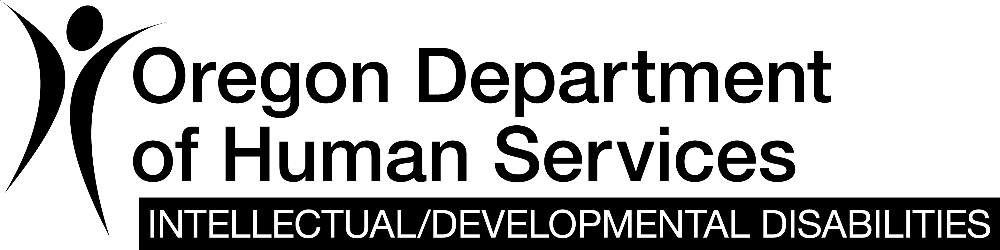 Oregon Department
of Human Services
INTELLECTUAL/DEVELOPMENTAL DISABILITIES